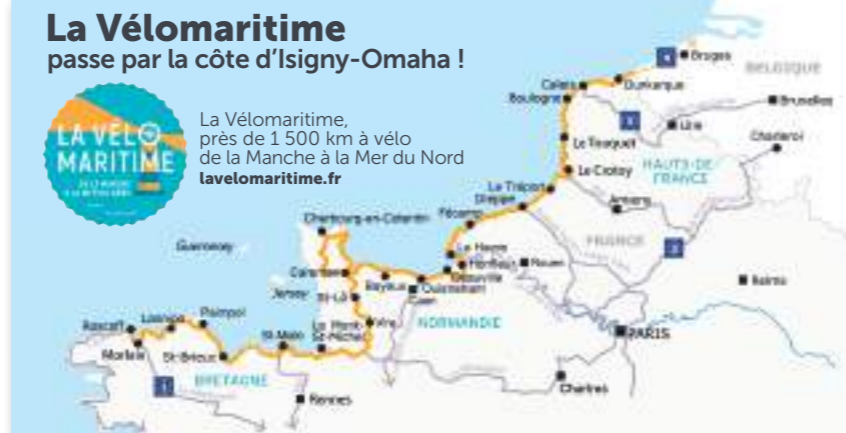 La Vélomaritime
passe par la côte d'Isigny-Omaha !
LA VÉLO
MARITIME
La Vélomaritime,
près de 1 500 km à vélo
de la Manche à la Mer du Nord
lavelomaritime.fr
Bruges
BELGIQUE
Calais
Dunkerque
Boulogne
Bruxelles
Lille
Charleroi
Le Touquet
HAUTS-DE-
FRANCE
Le Crotoy
Le Tréport
Dieppe
Amiens
Cherbourg-en-Cotentin
Fécamp
FRANCE
Guernesey
Le Havre
Honfleur
Rouen
Carentan
Deauville
Reims
Jersey
St-Lô
Bayeux
Ouistreham
Caen
Paimpol
Lannion
Roscoff
Vire
NORMANDIE
PARIS
St-Malo
Le Mont-
St-Michel
Morlaix
St-Brieuc
BRETAGNE
Chartres
Rennes